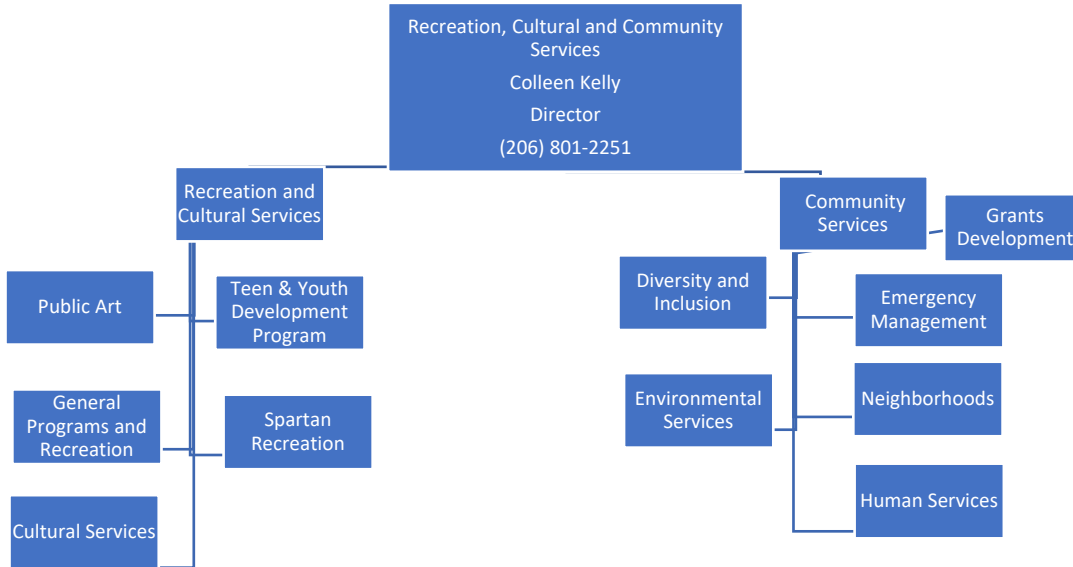 Recreation, Cultural and Community
Services
Colleen Kelly
Director
(206) 801-2251
Recreation and
Cultural Services
Public Art
Teen & Youth
Development
Program
General
Programs and
Recreation
Spartan
Recreation
Cultural Services
Community
Services
Grants
Development
Diversity and
Inclusion
Emergency
Management
Environmental
Services
Neighborhoods
Human Services